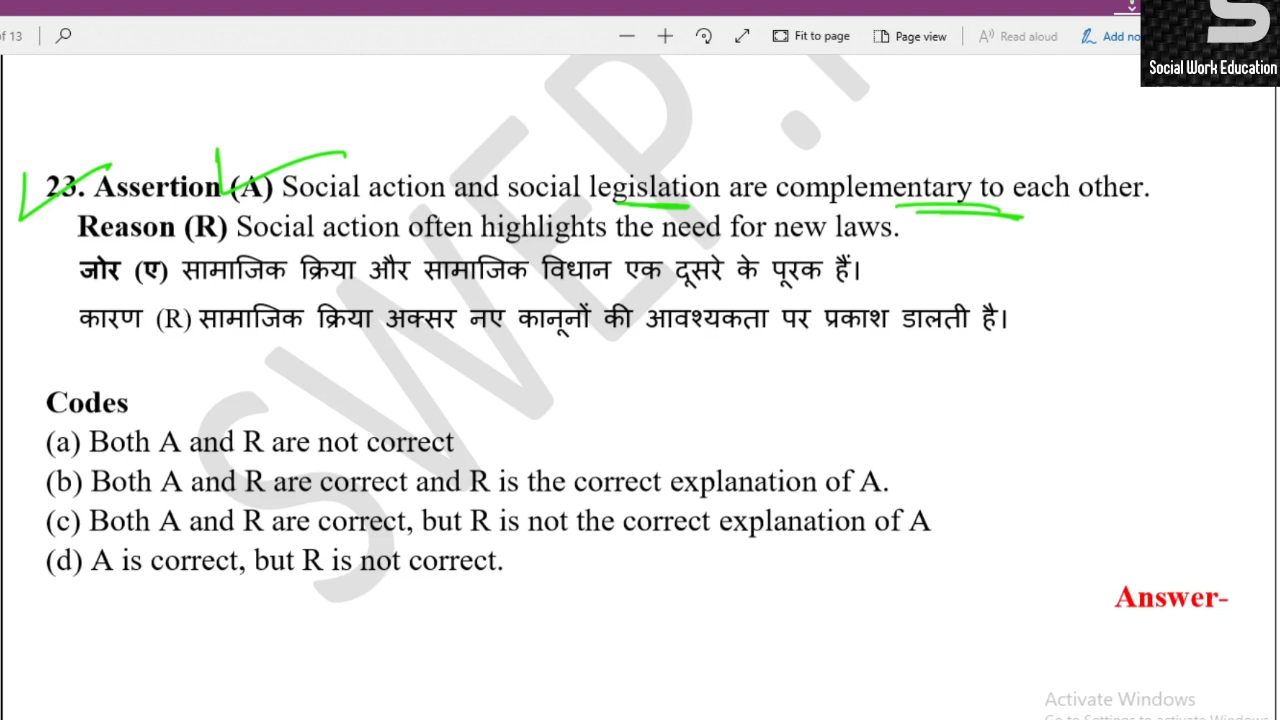 of 13
Fit to page
Page view
Read aloud
Add no
S
Social Work Education
SWEP.
23. Assertion (A) Social action and social legislation are complementary to each other.
Reason (R) Social action often highlights the need for new laws.
जोर (ए) सामाजिक क्रिया और सामाजिक विधान एक दूसरे के पूरक हैं।
कारण (R) सामाजिक क्रिया अक्सर नए कानूनों की आवश्यकता पर प्रकाश डालती है।
Codes
(a) Both A and R are not correct
(b) Both A and R are correct and R is the correct explanation of A.
(c) Both A and R are correct, but R is not the correct explanation of A
(d) A is correct, but R is not correct.
Answer-
Activate Windows